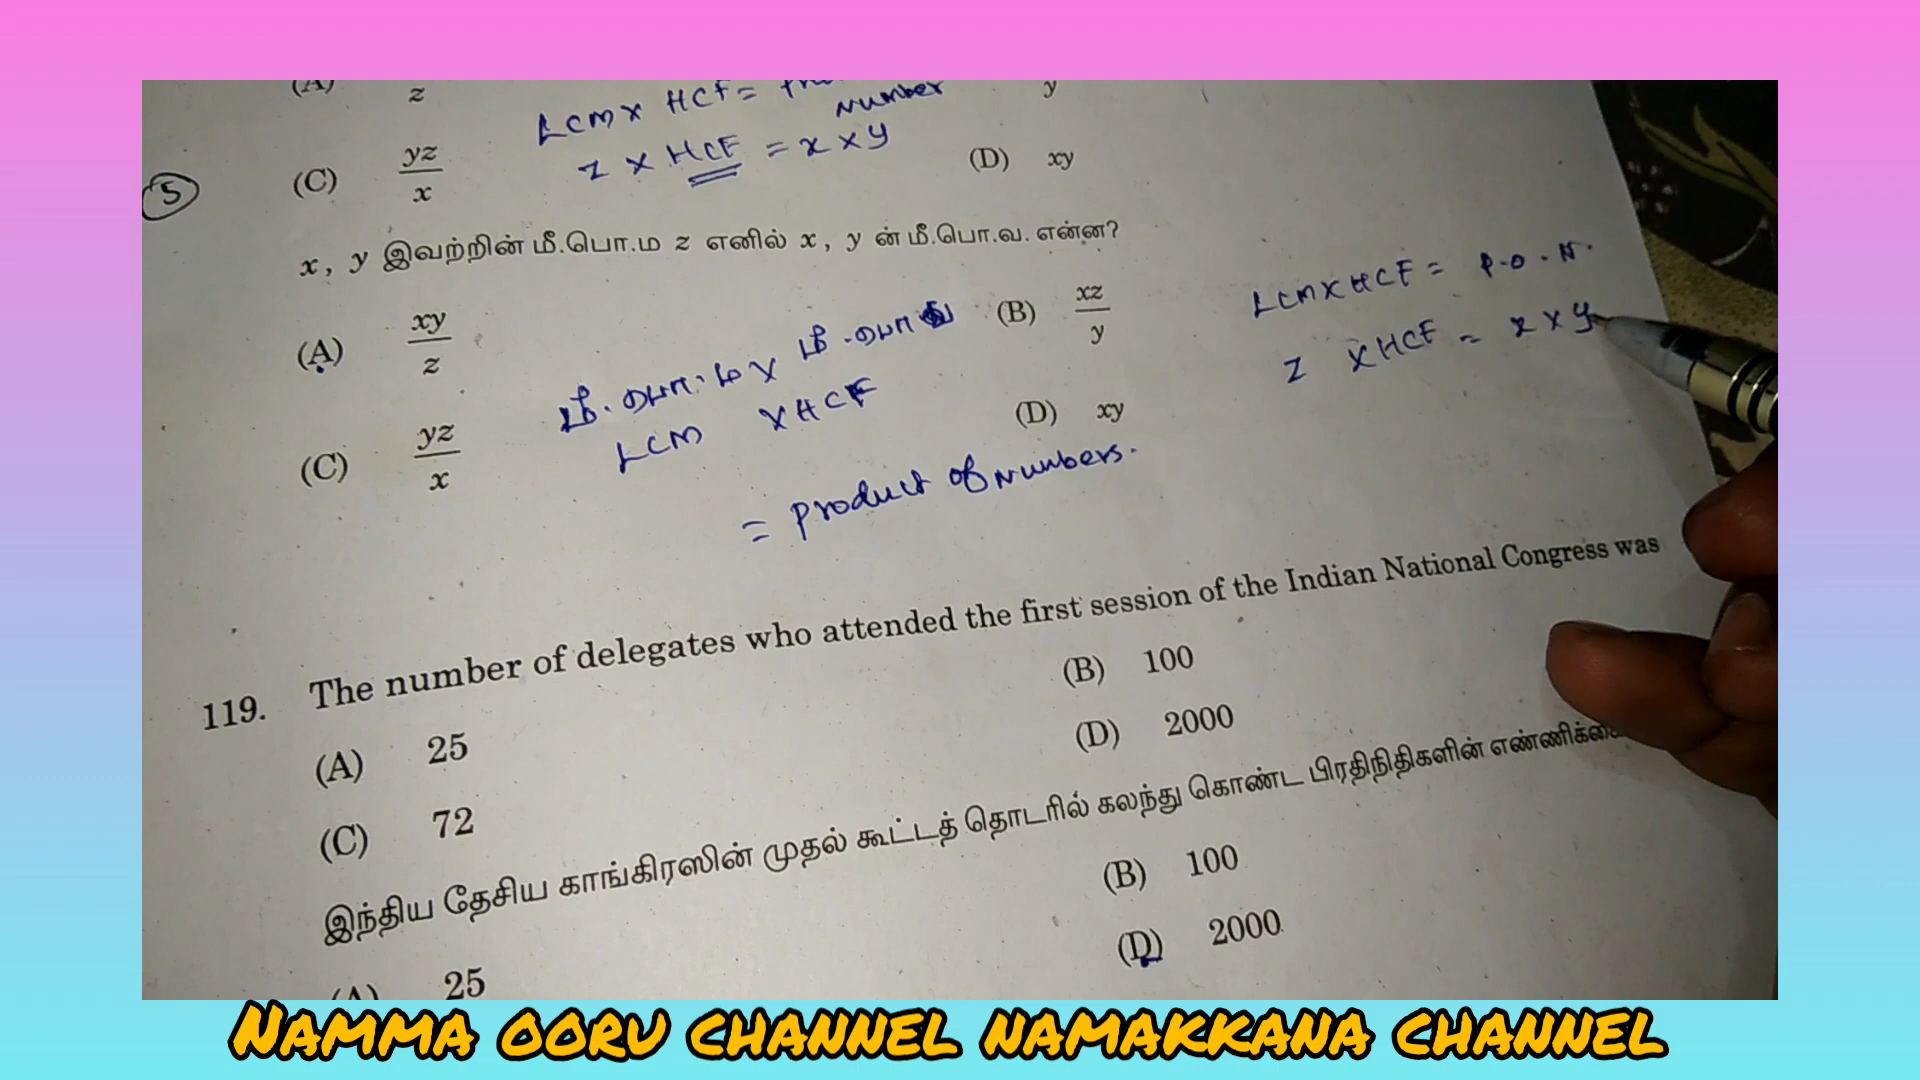 (A) z
LCM x HCF =
Number
y
(5) (C) yz/x
z x HCF = x x y
(D) xy
x, y இவற்றின் மீ.பொ.ம z எனில் x, y ன் மீ.பொ.வ. என்ன?
(A) xy/z
(B) xz/y
LCM x HCF = P.O.N.
z x HCF = x x y
மீ.பொ.ம x மீ.பொ.வ
LCM x HCF
(C) yz/x
(D) xy
= product of Numbers.
119. The number of delegates who attended the first session of the Indian National Congress was
(A) 25
(B) 100
(C) 72
(D) 2000
இந்திய தேசிய காங்கிரஸின் முதல் கூட்டத் தொடரில் கலந்து கொண்ட பிரதிநிதிகளின்
(A) 25
(B) 100
(D) 2000
NAMMA OORU CHANNEL NAMAKKANA CHANNEL